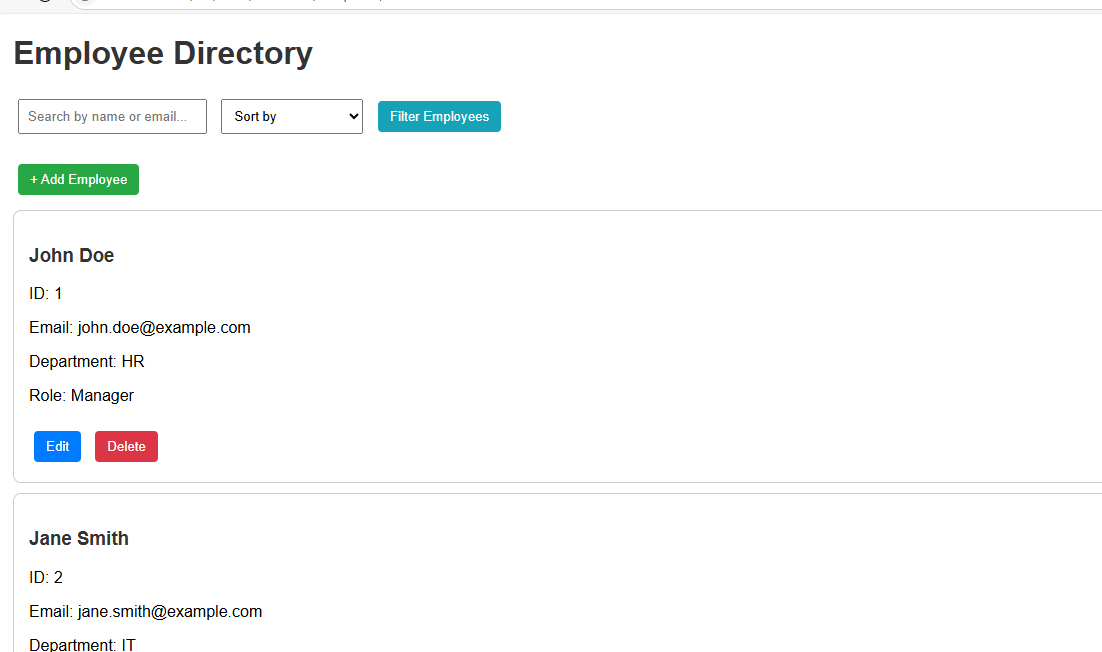 Employee Directory
Search by name or email...
Sort by
Filter Employees
+ Add Employee
John Doe
ID: 1
Email: john.doe@example.com
Department: HR
Role: Manager
Edit
Delete
Jane Smith
ID: 2
Email: jane.smith@example.com
Department: IT